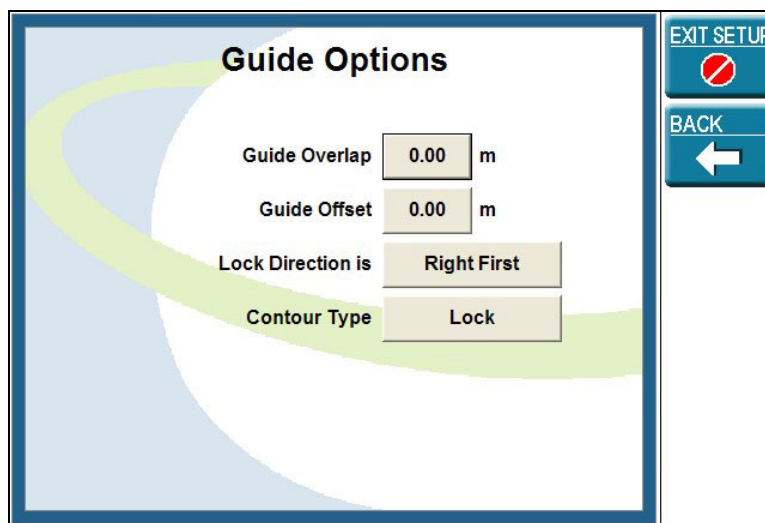 Guide Options
Guide Overlap 0.00 m
Guide Offset 0.00 m
Lock Direction is Right First
Contour Type Lock
EXIT SETUP
BACK